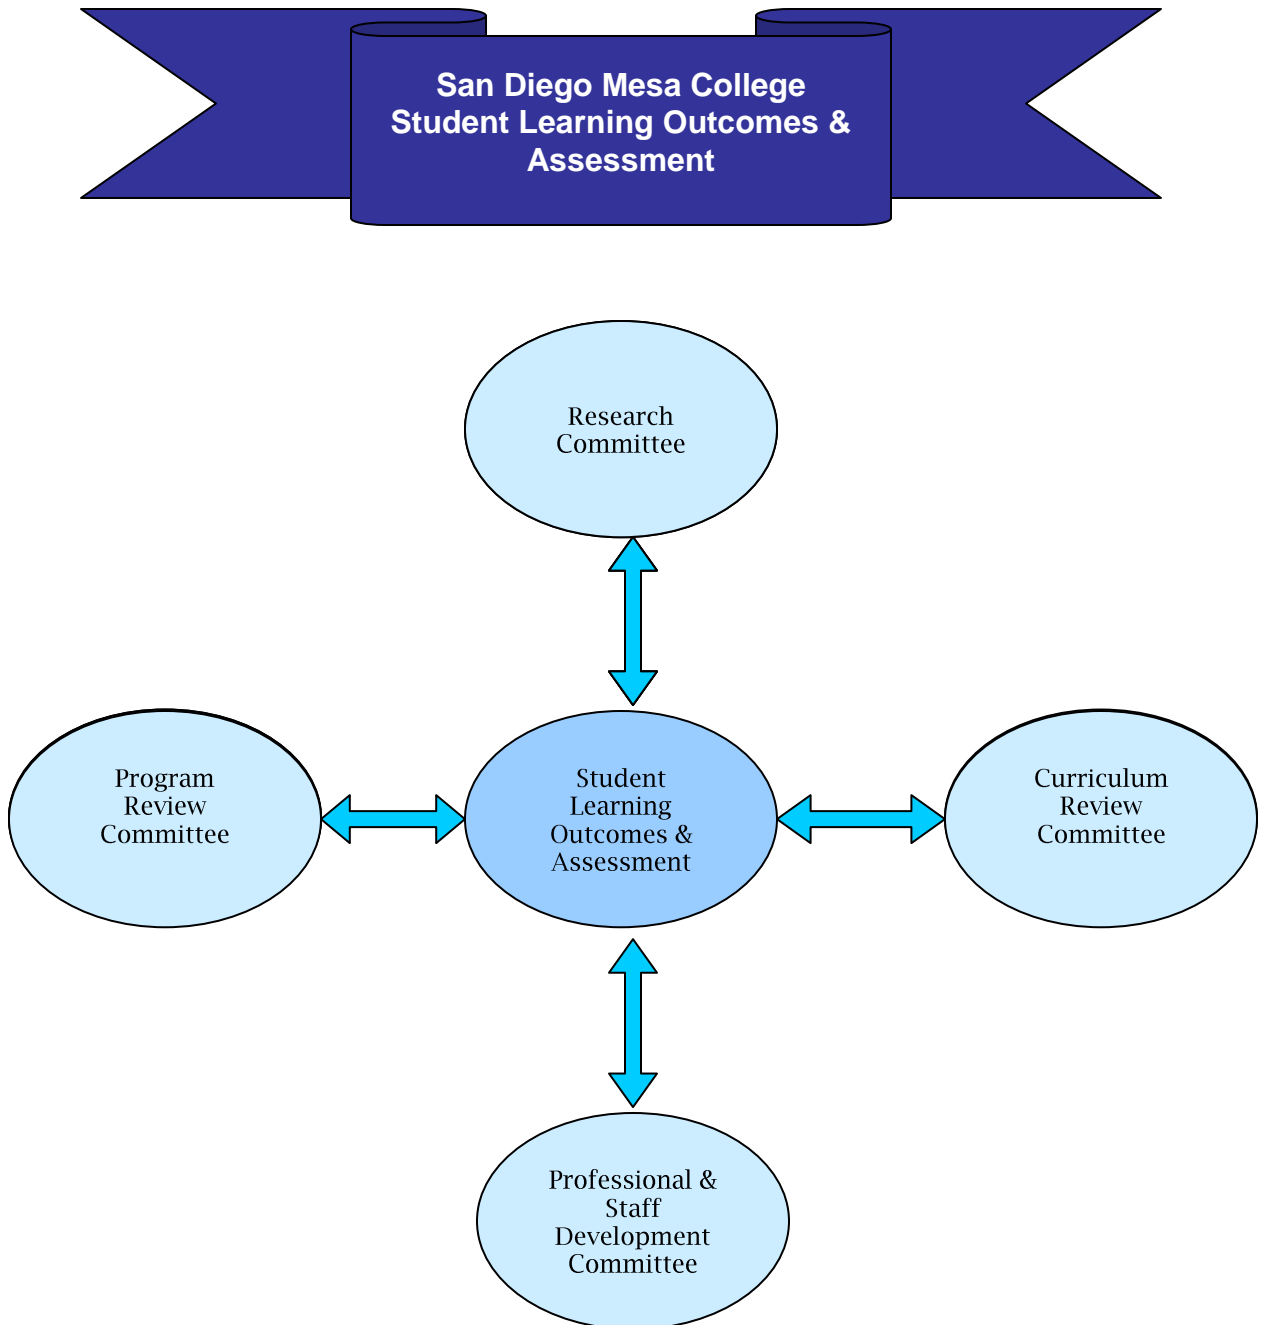 San Diego Mesa College
Student Learning Outcomes &
Assessment
Research
Committee
Program
Review
Committee
Student
Learning
Outcomes &
Assessment
Curriculum
Review
Committee
Professional &
Staff
Development
Committee